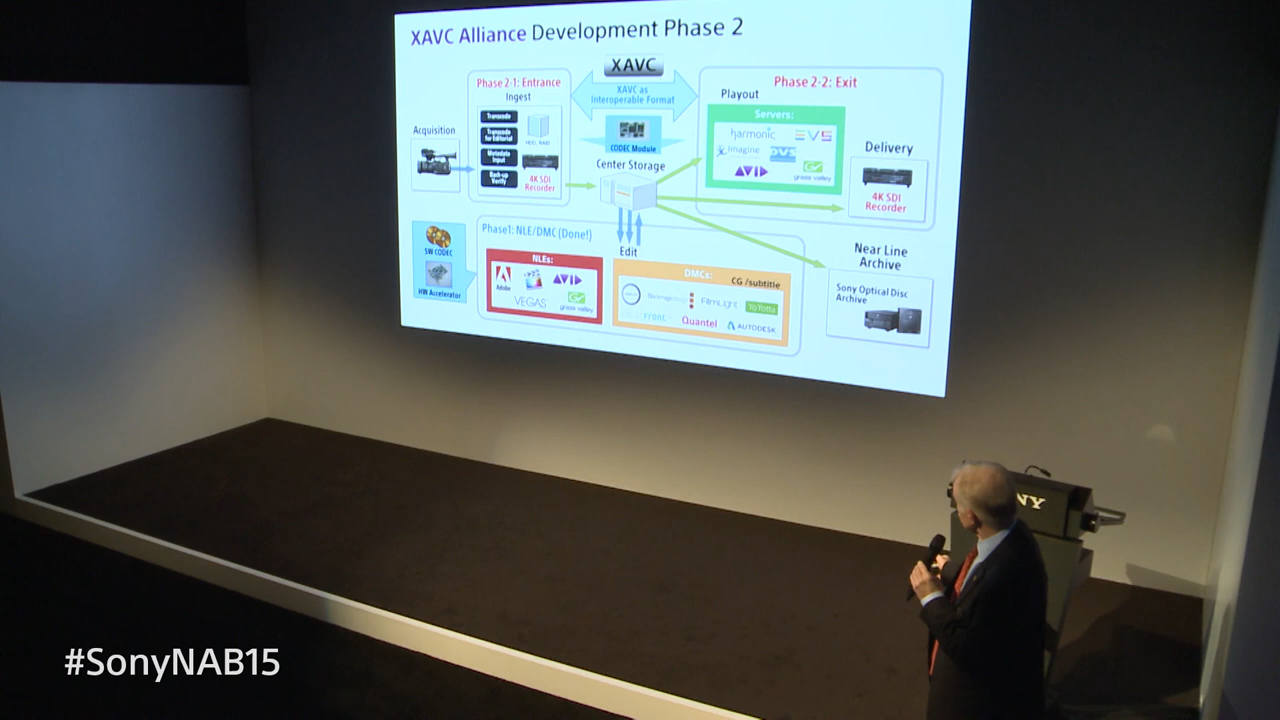 XAVC Alliance Development Phase 2
XAVC
XAVC as
Interoperable Format
CODEC Module
Phase 2-1: Entrance
Ingest
Transcode
Transcode
for Editorial
Metadata
Input
Back-up
Verify
HDD, RAID
4K SDI
Recorder
Acquisition
Center Storage
Phase 2-2: Exit
Playout
Servers:
harmonic
EVS
Imagine
DVS
AVID
grass valley
Delivery
4K SDI
Recorder
SW CODEC
HW Accelerator
Phase1: NLE/DMC (Done!)
Edit
NLEs:
Adobe
AVID
VEGAS
grass valley
DMCs:
CG /subtitle
FilmLight
YoYotta
Quantel
AUTODESK
Near Line
Archive
Sony Optical Disc
Archive
NY
#SonyNAB15